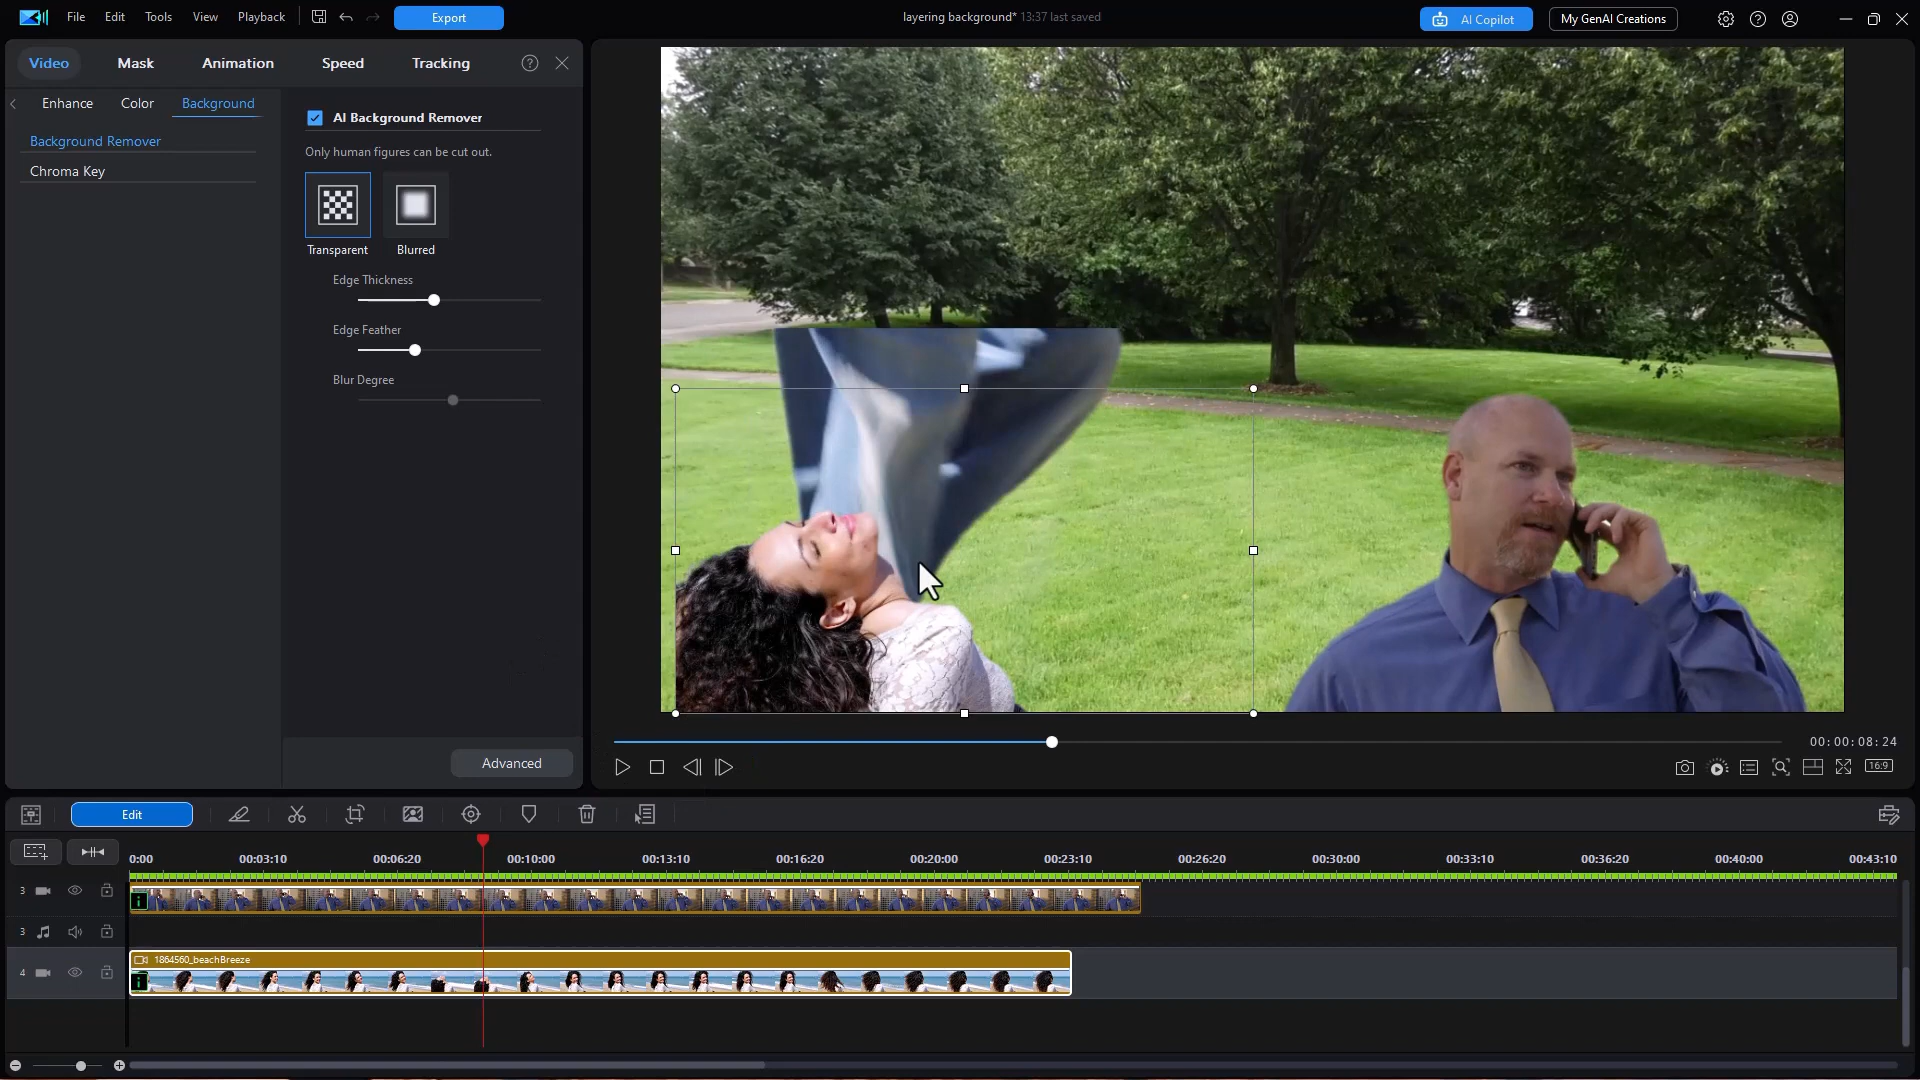 File Edit Tools View Playback Export layering background* 13:37 last saved AI Copilot My GenAI Creations
Video Mask Animation Speed Tracking
Enhance Color Background
Background Remover
Chroma Key
AI Background Remover
Only human figures can be cut out.
Transparent Blurred
Edge Thickness
Edge Feather
Blur Degree
Advanced
00:00:08:24
16:9
Edit
0:00 00:03:10 00:06:20 00:10:00 00:13:10 00:16:20 00:20:00 00:23:10 00:26:20 00:30:00 00:33:10 00:36:20 00:40:00 00:43:10
3
i
3
1864560_beachBreeze
4
i